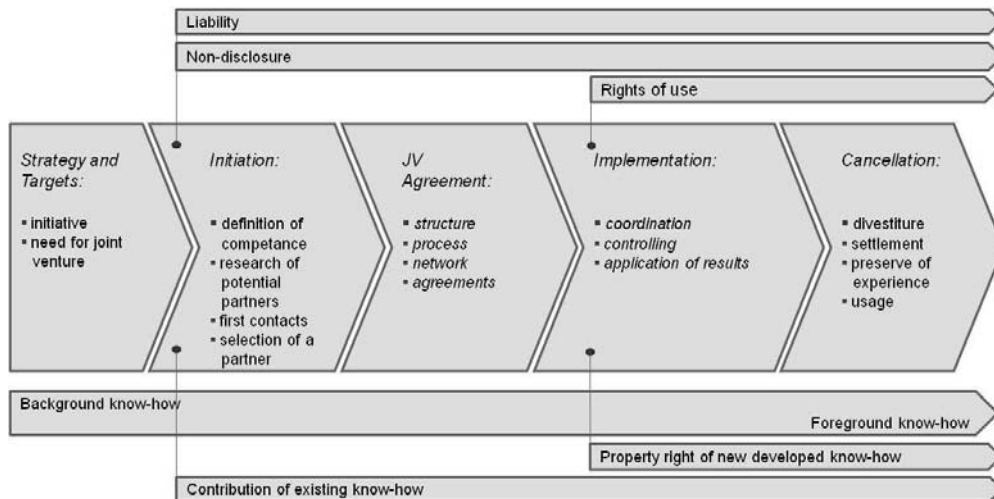 Liability
Non-disclosure
Rights of use
Strategy and
Targets:
▪ initiative
▪ need for joint
venture
Initiation:
▪ definition of
competance
▪ research of
potential
partners
▪ first contacts
▪ selection of a
partner
JV
Agreement:
▪ structure
▪ process
▪ network
▪ agreements
Implementation:
▪ coordination
▪ controlling
▪ application of results
Cancellation:
▪ divestiture
▪ settlement
▪ preserve of
experience
▪ usage
Background know-how
Foreground know-how
Property right of new developed know-how
Contribution of existing know-how